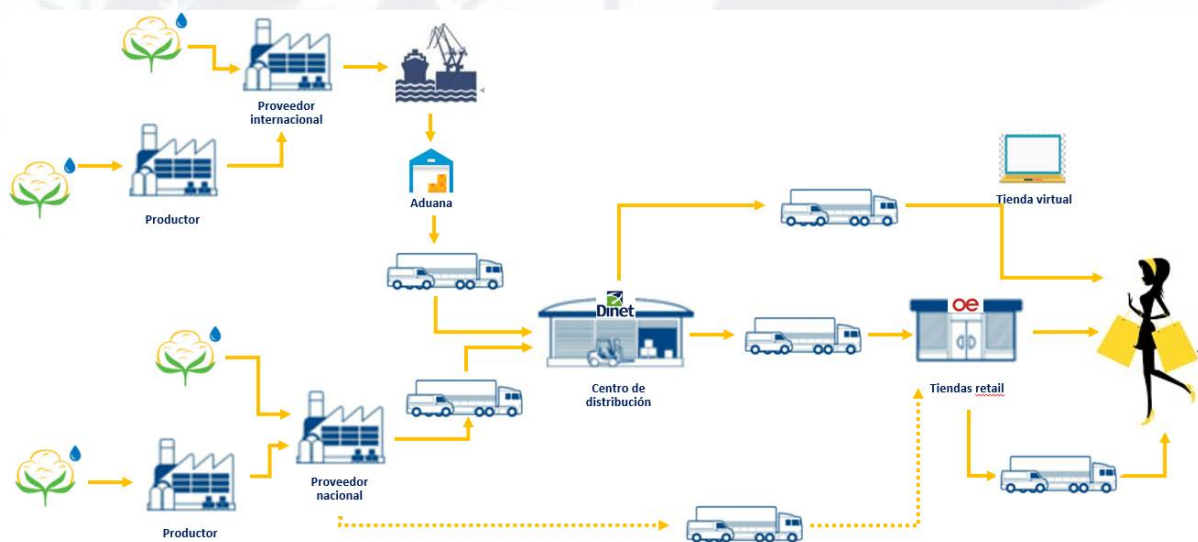 Proveedor
internacional
Productor
Aduana
Tienda virtual
Dinet
Centro de
distribución
oe
Tiendas retail
Proveedor
nacional
Productor